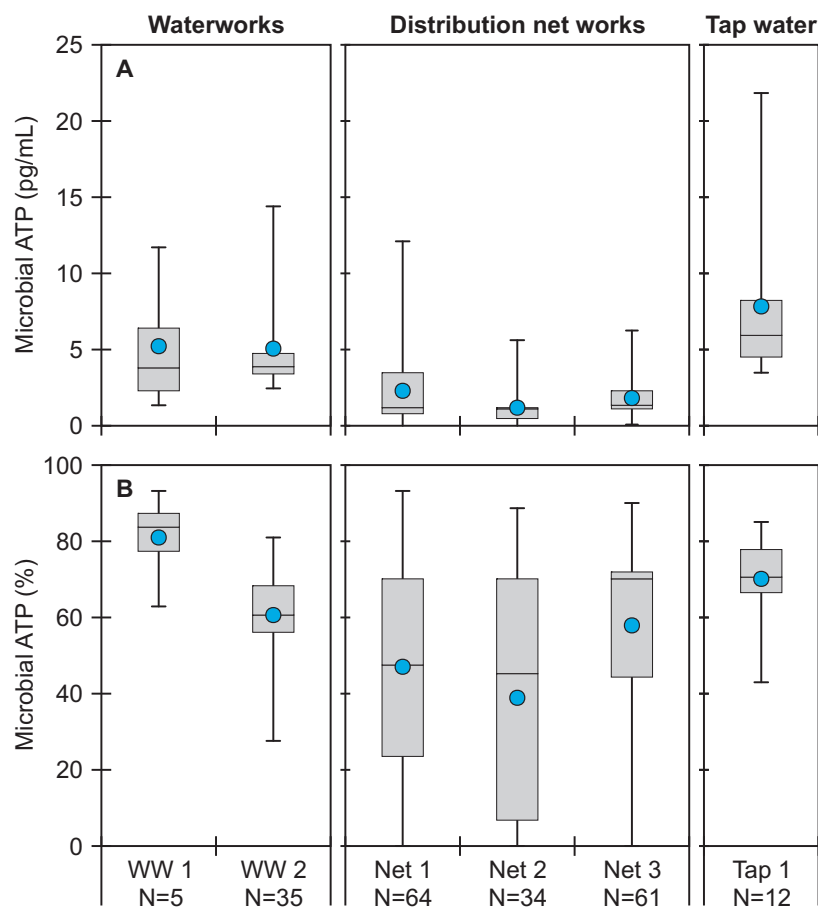 Waterworks Distribution net works Tap water
A
Microbial ATP (pg/mL)
25
20
15
10
5
0
B
Microbial ATP (%)
100
80
60
40
20
0
WW 1 WW 2 Net 1 Net 2 Net 3 Tap 1
N=5 N=35 N=64 N=34 N=61 N=12